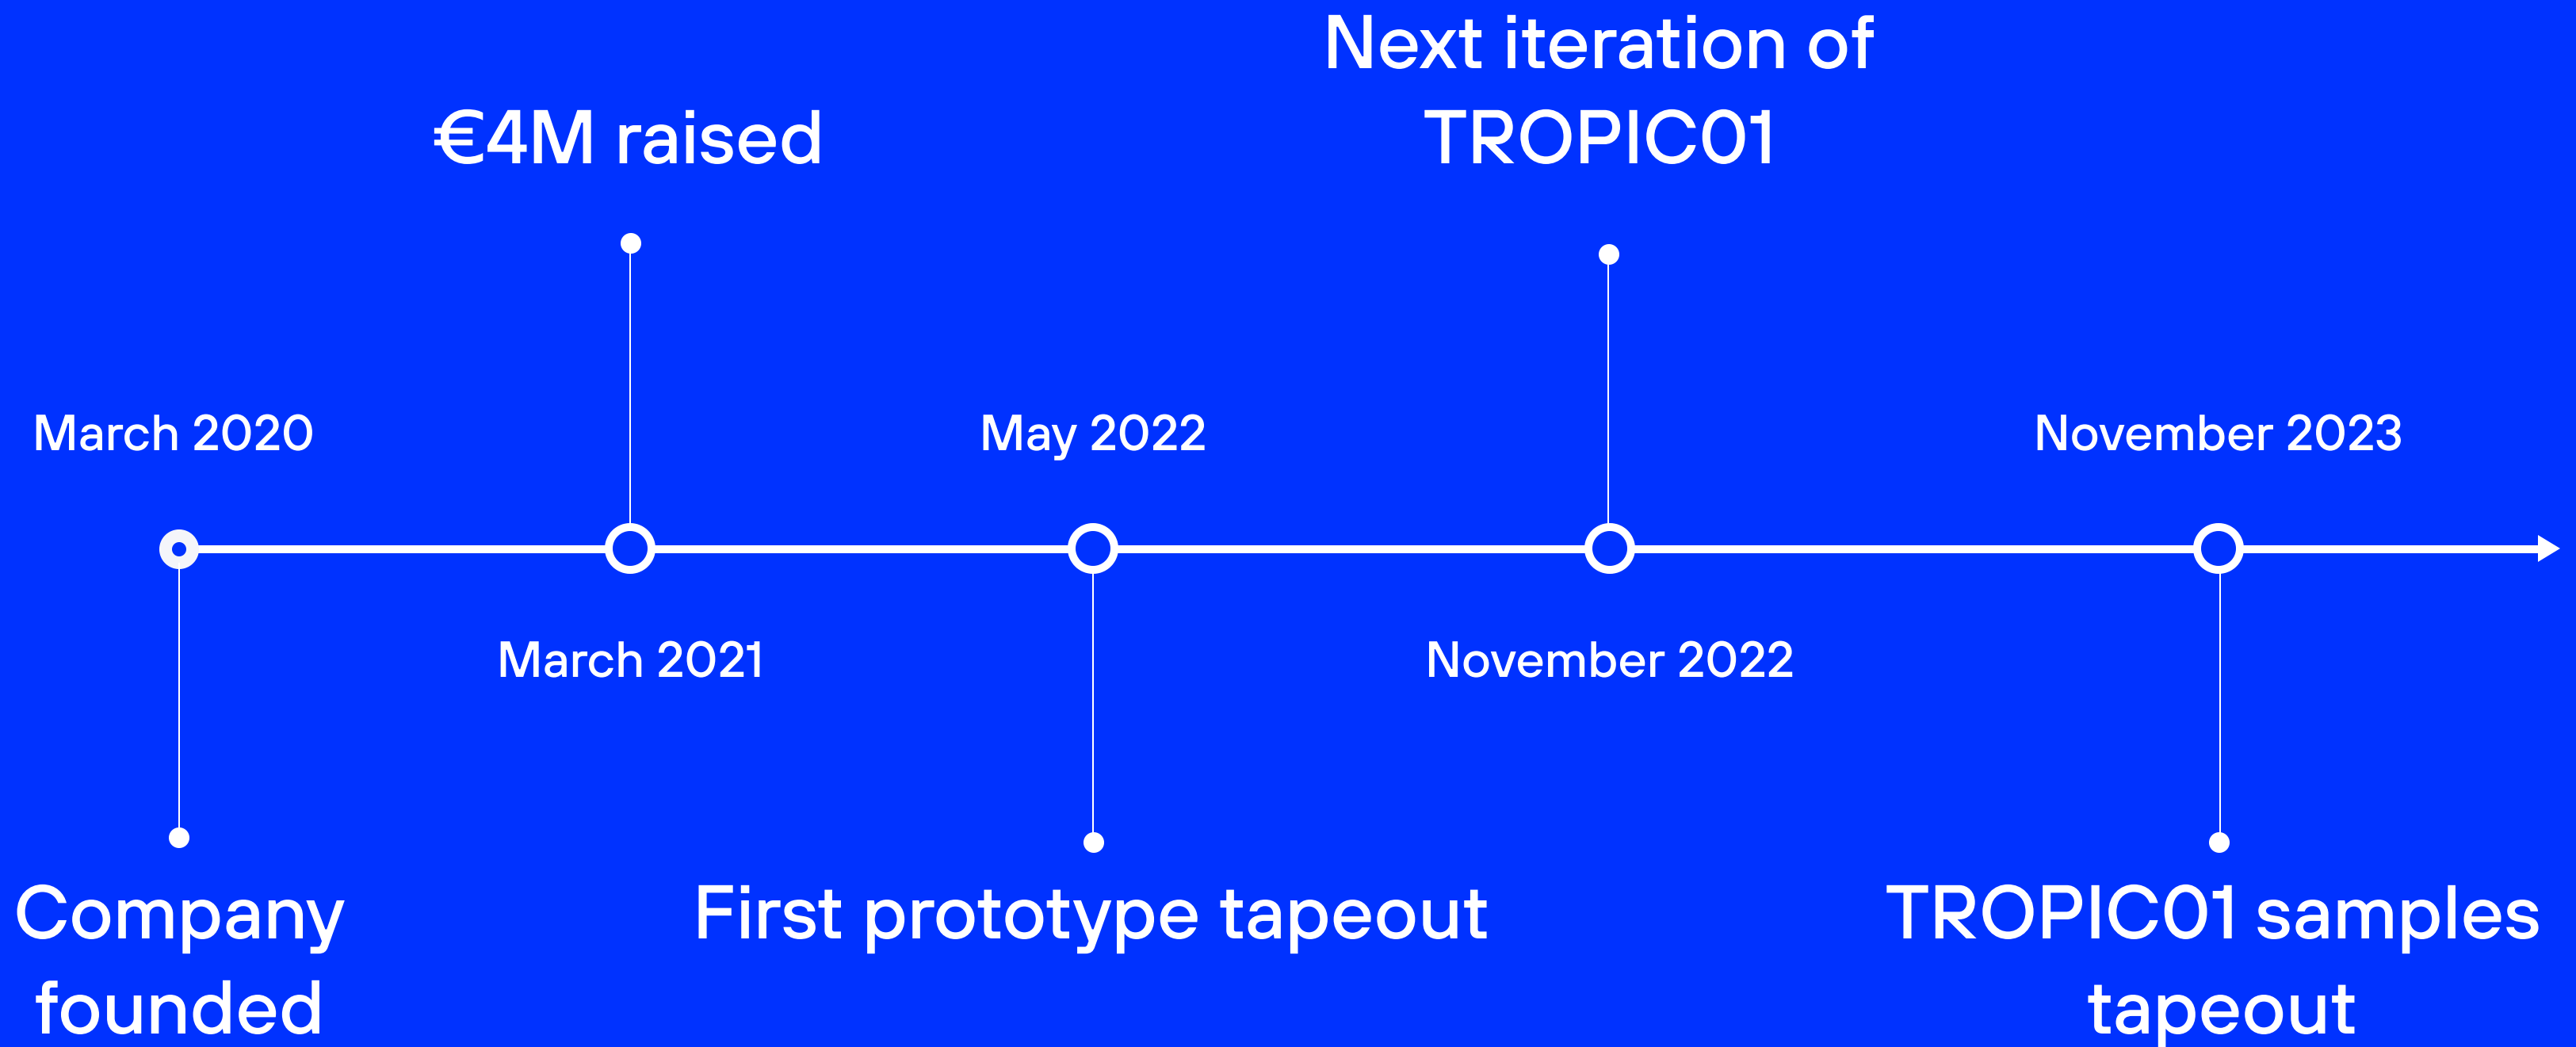 Next iteration of
TROPIC01
€4M raised
March 2020
May 2022
November 2023
March 2021
November 2022
Company
founded
First prototype tapeout
TROPIC01 samples
tapeout